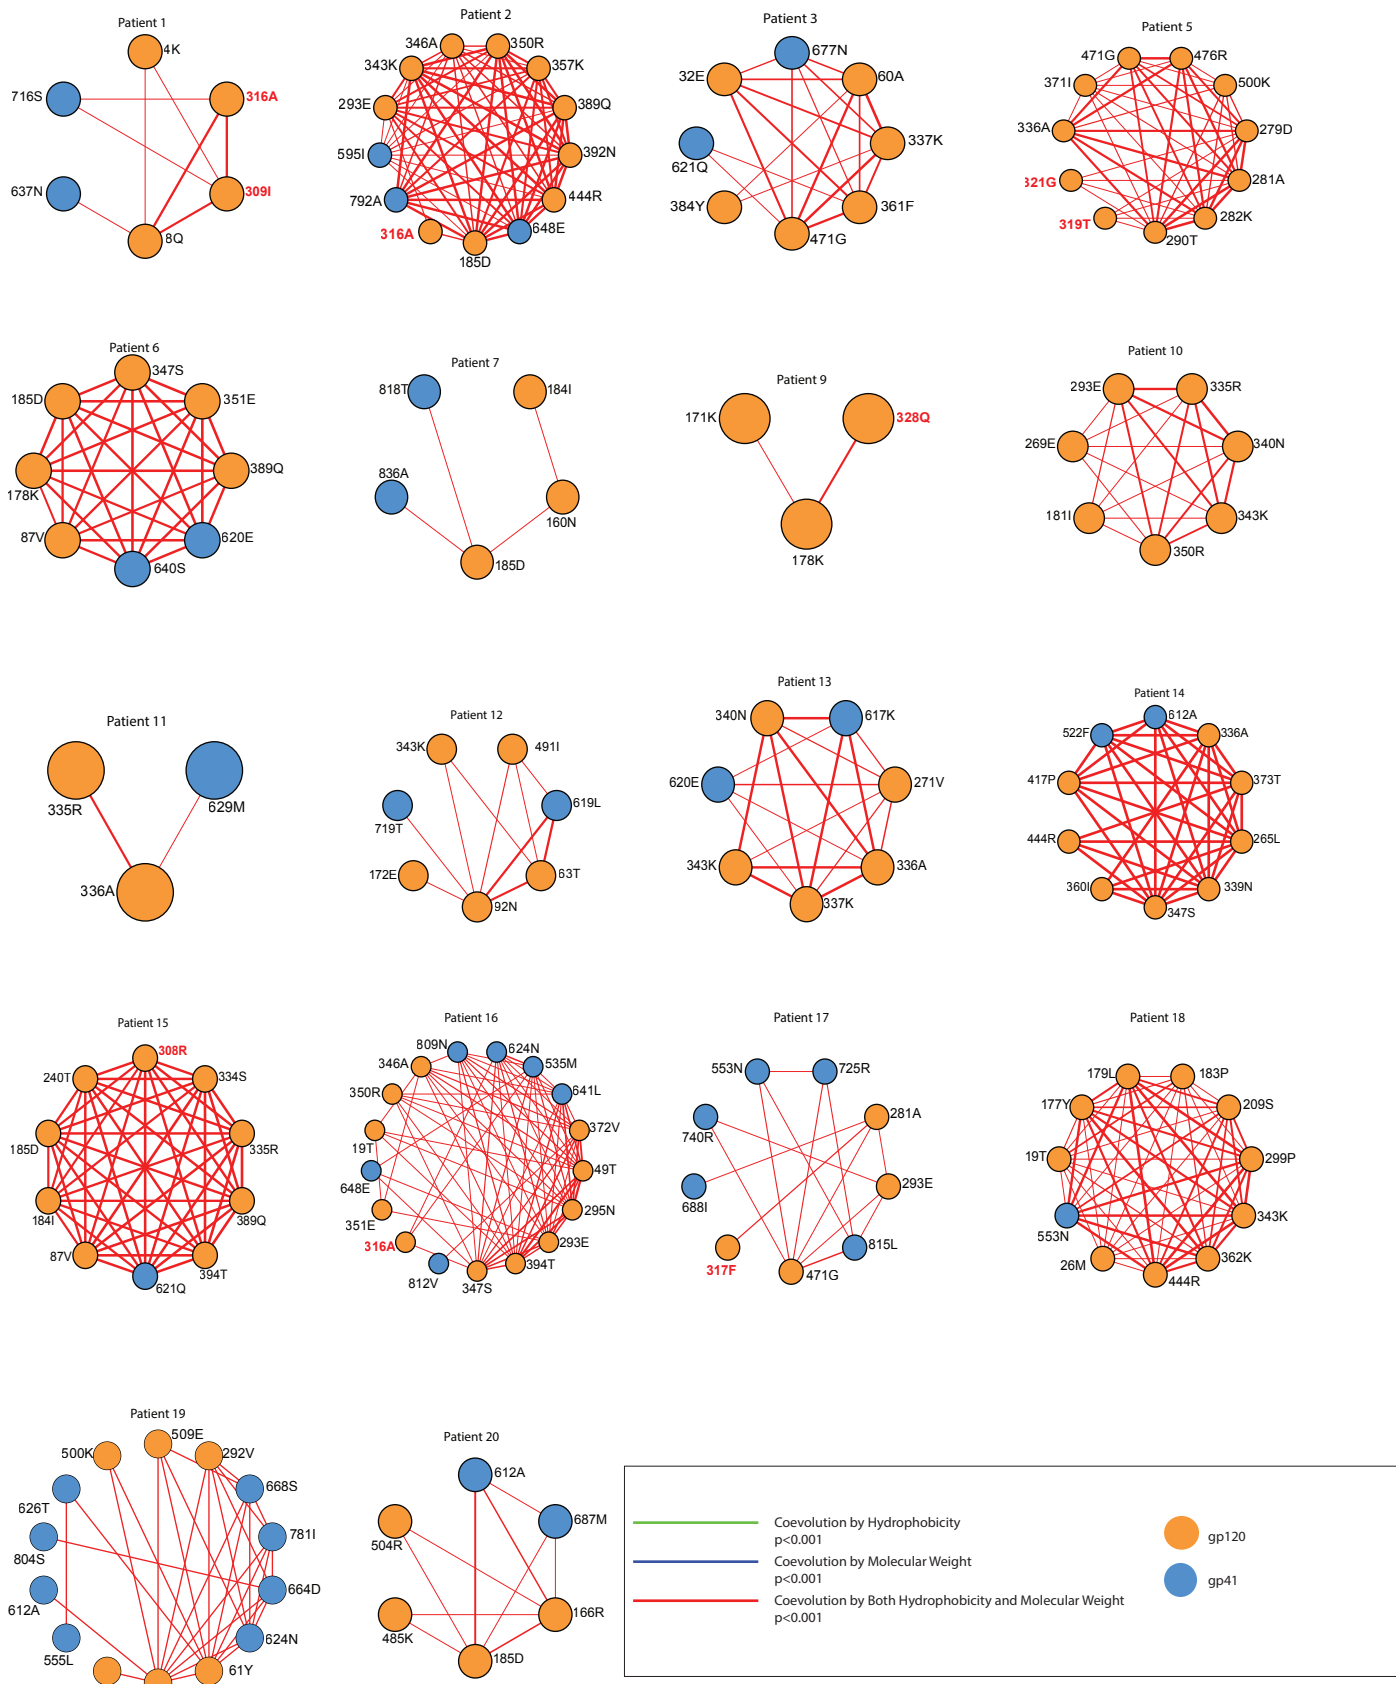 Patient 1
4K
716S
316A
637N
309I
8Q
Patient 2
346A
350R
343K
357K
293E
389Q
595I
392N
792A
444R
316A
648E
185D
Patient 3
677N
32E
60A
621Q
337K
384Y
361F
471G
Patient 5
471G
476R
371I
500K
336A
279D
321G
281A
319T
282K
290T
Patient 6
347S
185D
351E
178K
389Q
87V
620E
640S
Patient 7
818T
184I
836A
160N
185D
Patient 9
171K
328Q
178K
Patient 10
293E
335R
269E
340N
181I
343K
350R
Patient 11
335R
629M
336A
Patient 12
343K
491I
719T
619L
172E
63T
92N
Patient 13
340N
617K
620E
271V
343K
336A
337K
Patient 14
612A
522F
336A
417P
373T
444R
265L
360I
339N
347S
Patient 15
308R
240T
334S
185D
335R
184I
389Q
87V
394T
621Q
Patient 16
809N
624N
346A
535M
350R
641L
19T
372V
648E
49T
351E
295N
316A
293E
812V
394T
347S
Patient 17
553N
725R
740R
281A
688I
293E
317F
815L
471G
Patient 18
179L
183P
177Y
209S
19T
299P
553N
343K
26M
362K
444R
Patient 19
509E
500K
292V
626T
668S
804S
781I
612A
664D
555L
624N
61Y
Patient 20
612A
504R
687M
485K
166R
185D
Coevolution by Hydrophobicity
p<0.001
Coevolution by Molecular Weight
p<0.001
Coevolution by Both Hydrophobicity and Molecular Weight
p<0.001
gp120
gp41